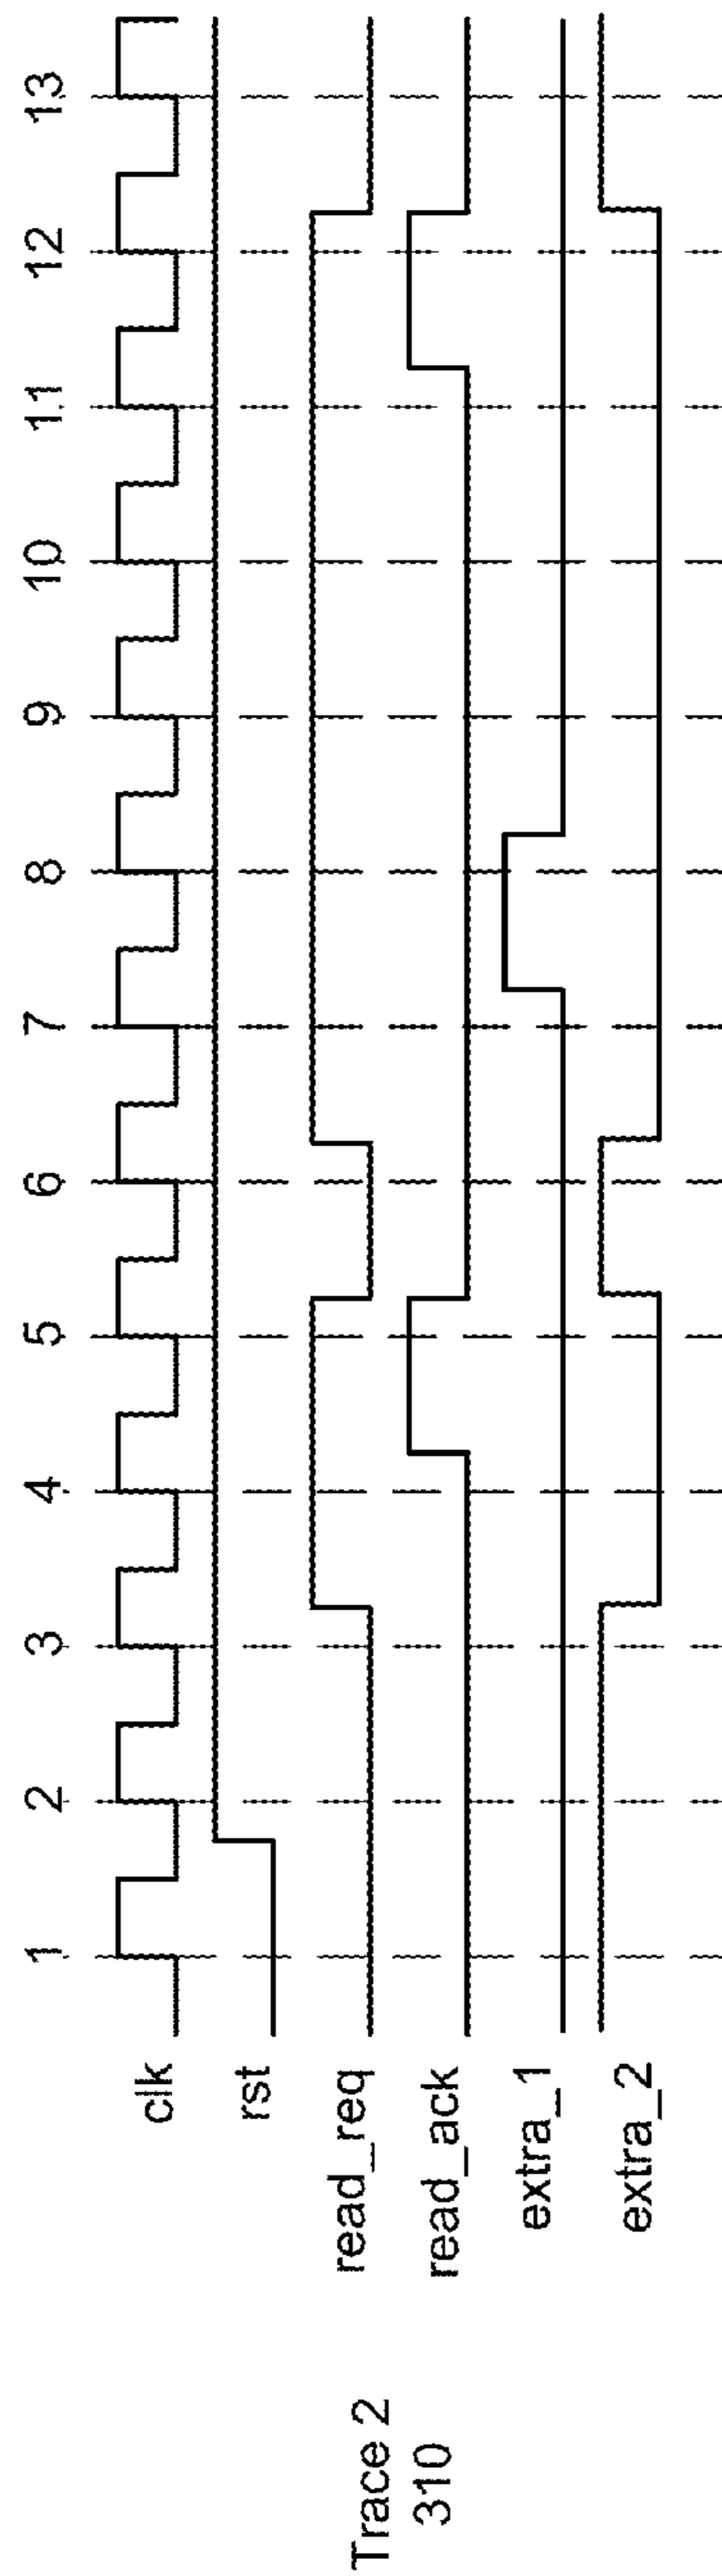 1 2 3 4 5 6 7 8 9 10 11 12 13
clk
rst
read_req
read_ack
extra_1
extra_2
Trace 2
310